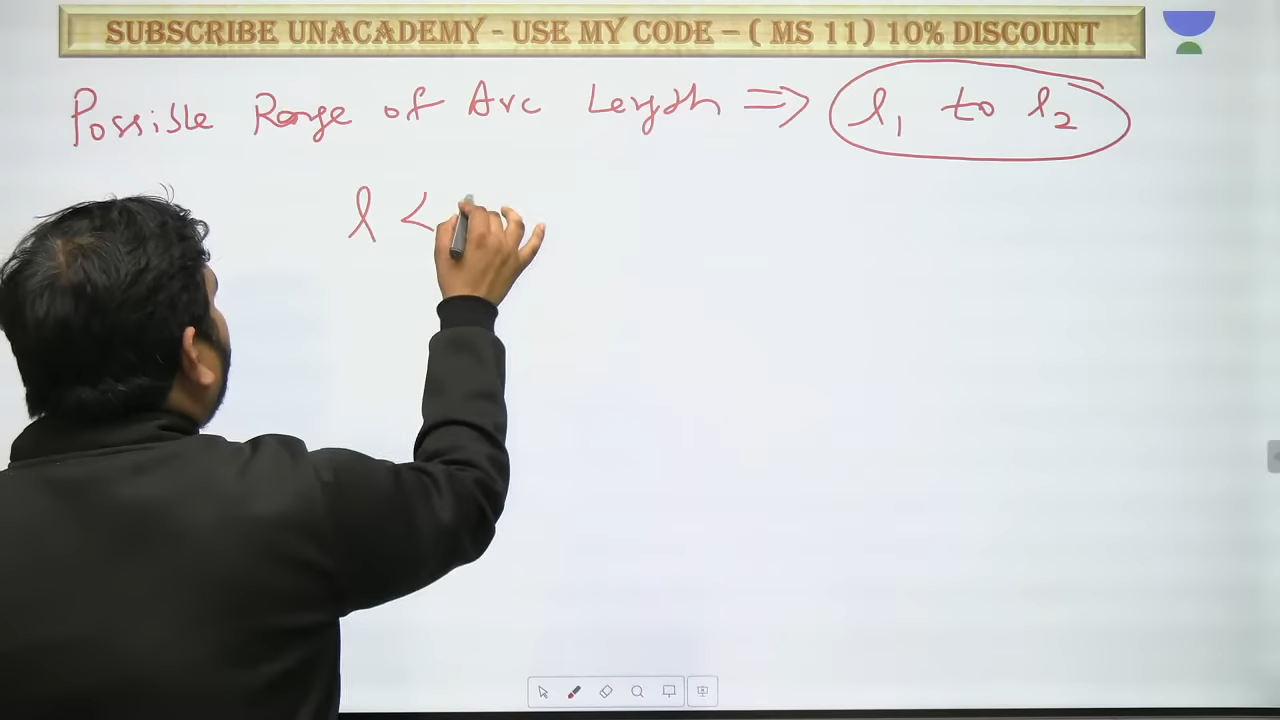 SUBSCRIBE UNACADEMY - USE MY CODE – ( MS 11) 10% DISCOUNT
Possible Range of Arc Length ⇒ l₁ to l₂
l <